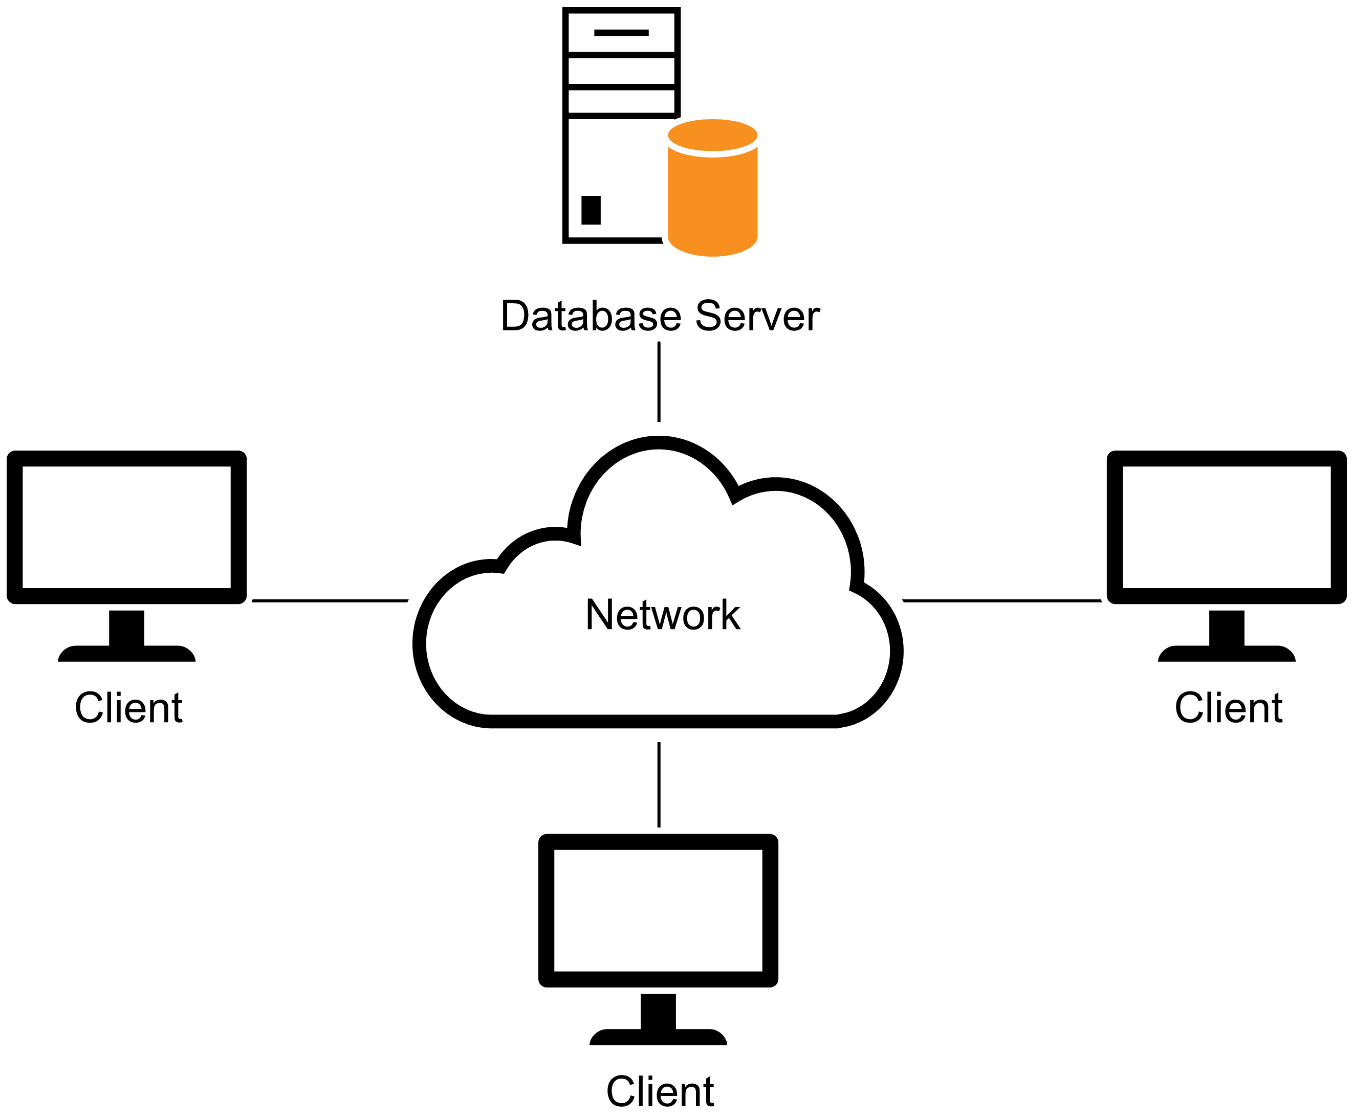 Database Server
Network
Client
Client
Client